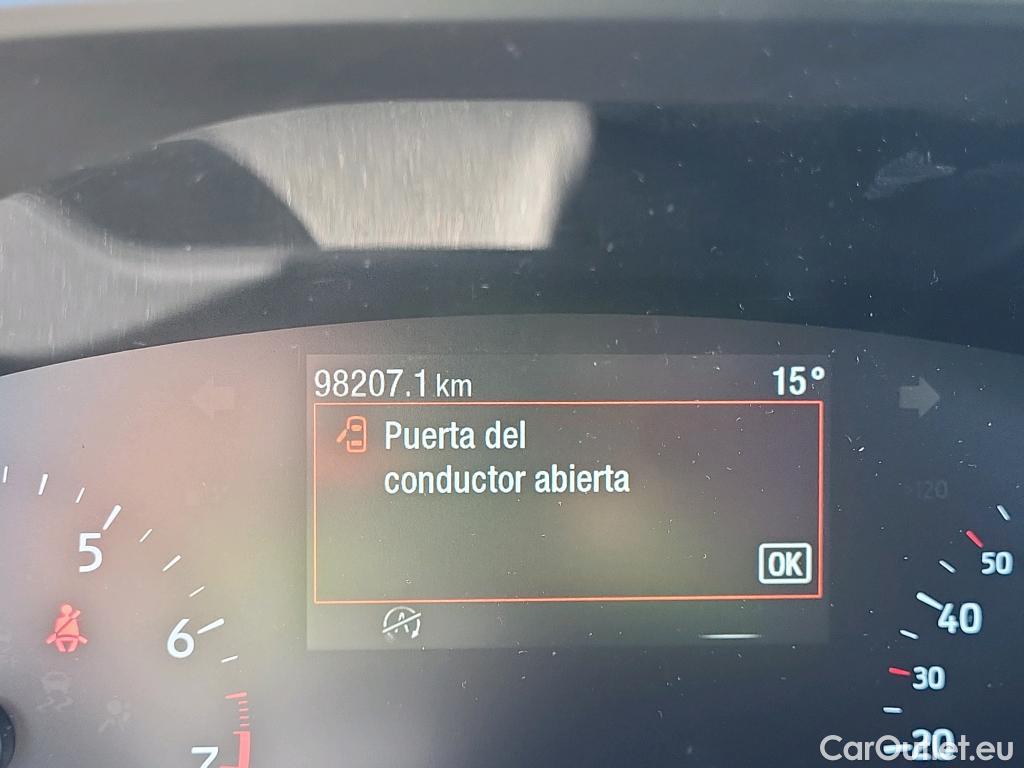 98207.1 km 15°
Puerta del
conductor abierta
OK
5
6
7
>120
50
40
30
20
CarOutlet.eu